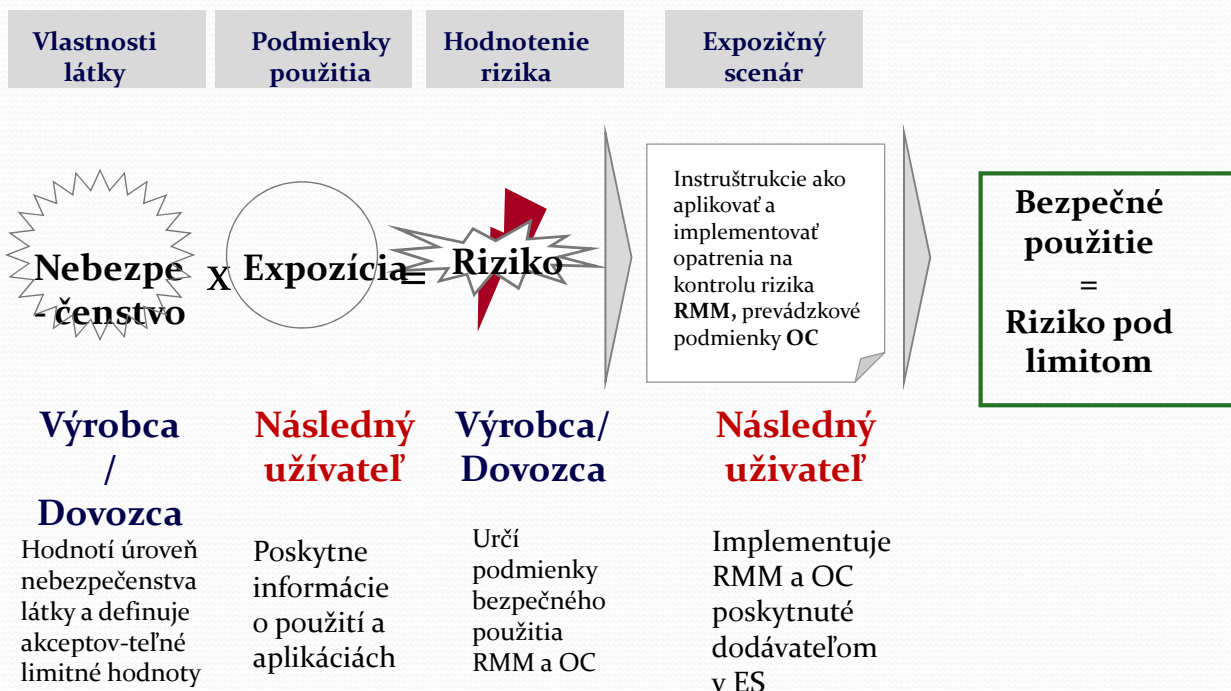 Vlastnosti
látky
Podmienky
použitia
Hodnotenie
rizika
Expozičný
scenár
Nebezpe
- čenstvo
x
Expozícia
=
Riziko
Inštruštrukcie ako
aplikovať a
implementovať
opatrenia na
kontrolu rizika
RMM, prevádzkové
podmienky OC
Bezpečné
použitie
=
Riziko pod
limitom
Výrobca
/
Dovozca
Hodnotí úroveň
nebezpečenstva
látky a definuje
akceptov-teľné
limitné hodnoty
Následný
užívateľ
Poskytne
informácie
o použití a
aplikáciách
Výrobca/
Dovozca
Určí
podmienky
bezpečného
použitia
RMM a OC
Následný
uživateľ
Implementuje
RMM a OC
poskytnuté
dodávateľom
v ES